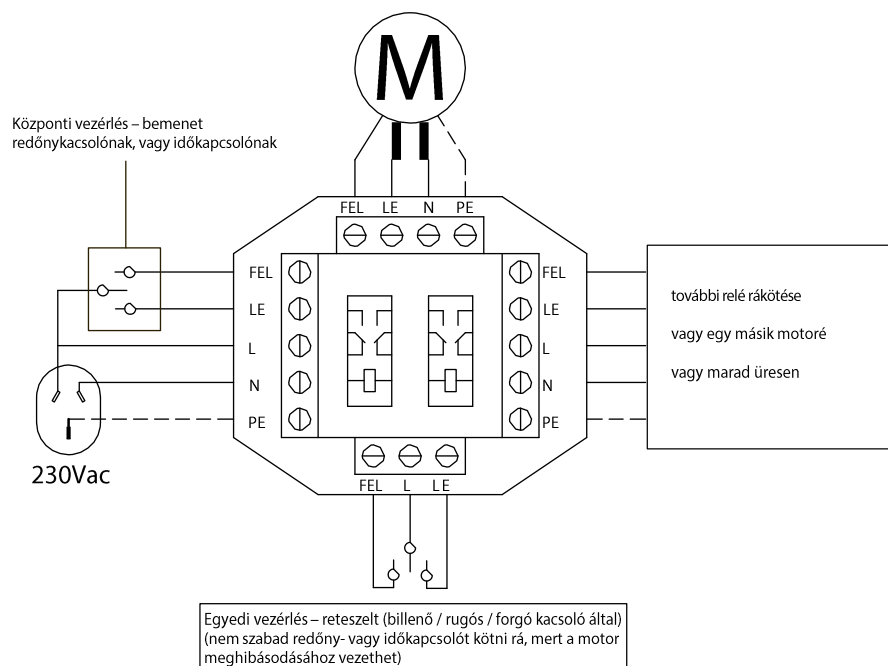 M
Központi vezérlés – bemenet
redőnykacsolónak, vagy időkapcsolónak
FEL LE N PE
FEL
LE
L
N
PE
FEL
LE
L
N
PE
további relé rákötése
vagy egy másik motoré
vagy marad üresen
230Vac
FEL L LE
Egyedi vezérlés – reteszelt (billenő / rugós / forgó kacsoló által)
(nem szabad redőny- vagy időkapcsolót kötni rá, mert a motor
meghibásodásához vezethet)